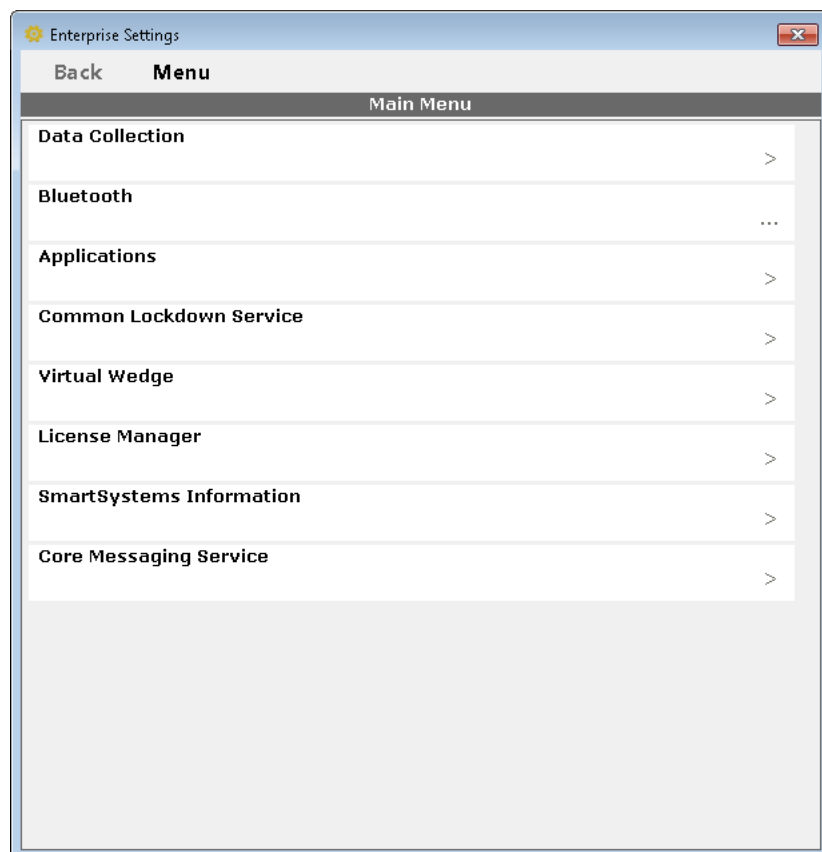 Enterprise Settings
Back Menu
Main Menu
Data Collection
>
Bluetooth
...
Applications
>
Common Lockdown Service
>
Virtual Wedge
>
License Manager
>
SmartSystems Information
>
Core Messaging Service
>